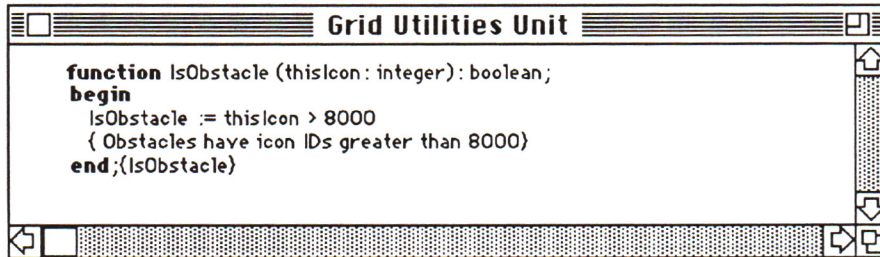 Grid Utilities Unit
function IsObstacle (thisIcon: integer): boolean;
begin
IsObstacle := thisIcon > 8000
{ Obstacles have icon IDs greater than 8000}
end;{IsObstacle}